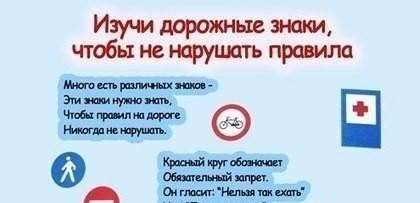 Изучи дорожные знаки,
чтобы не нарушать правила
Много есть различных знаков –
Эти знаки нужно знать,
Чтобы правил на дороге
Никогда не нарушать.
Красный круг обозначает
Обязательный запрет.
Он гласит: "Нельзя так ехать"